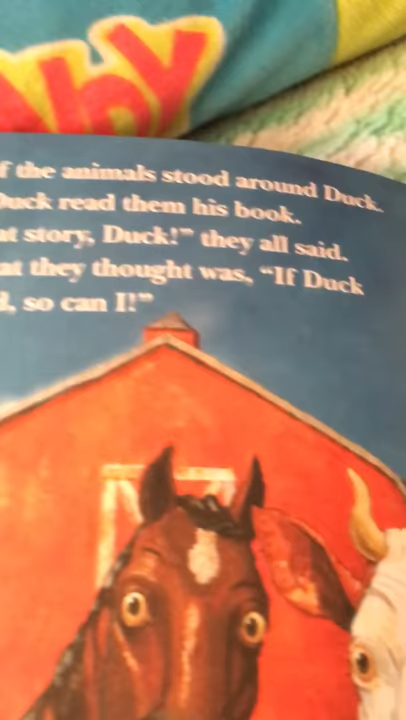 f the animals stood around Duck.
Duck read them his book.
at story, Duck!” they all said.
at they thought was, “If Duck
d, so can I!”